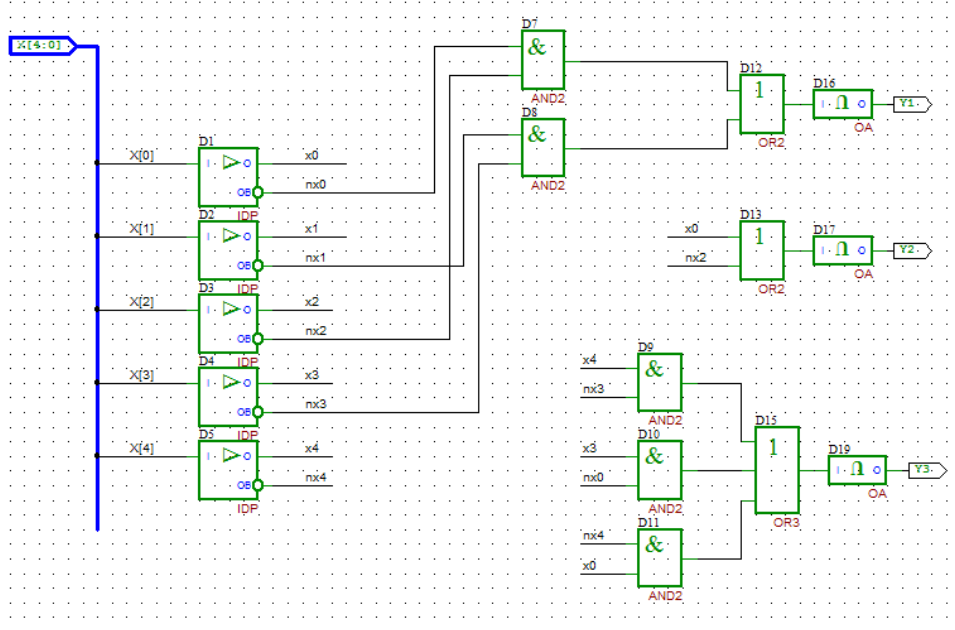 X[4:0]
D7
&
AND2
D8
&
AND2
D12
1
OR2
D16
I
O
OA
Y1
X[0]
D1
I
O
OB
IDP
x0
nx0
X[1]
D2
I
O
OB
IDP
x1
nx1
X[2]
D3
I
O
OB
IDP
x2
nx2
X[3]
D4
I
O
OB
IDP
x3
nx3
X[4]
D5
I
O
OB
IDP
x4
nx4
x0
nx2
D13
1
OR2
D17
I
O
OA
Y2
x4
nx3
D9
&
AND2
x3
nx0
D10
&
AND2
nx4
x0
D11
&
AND2
D15
1
OR3
D19
I
O
OA
Y3